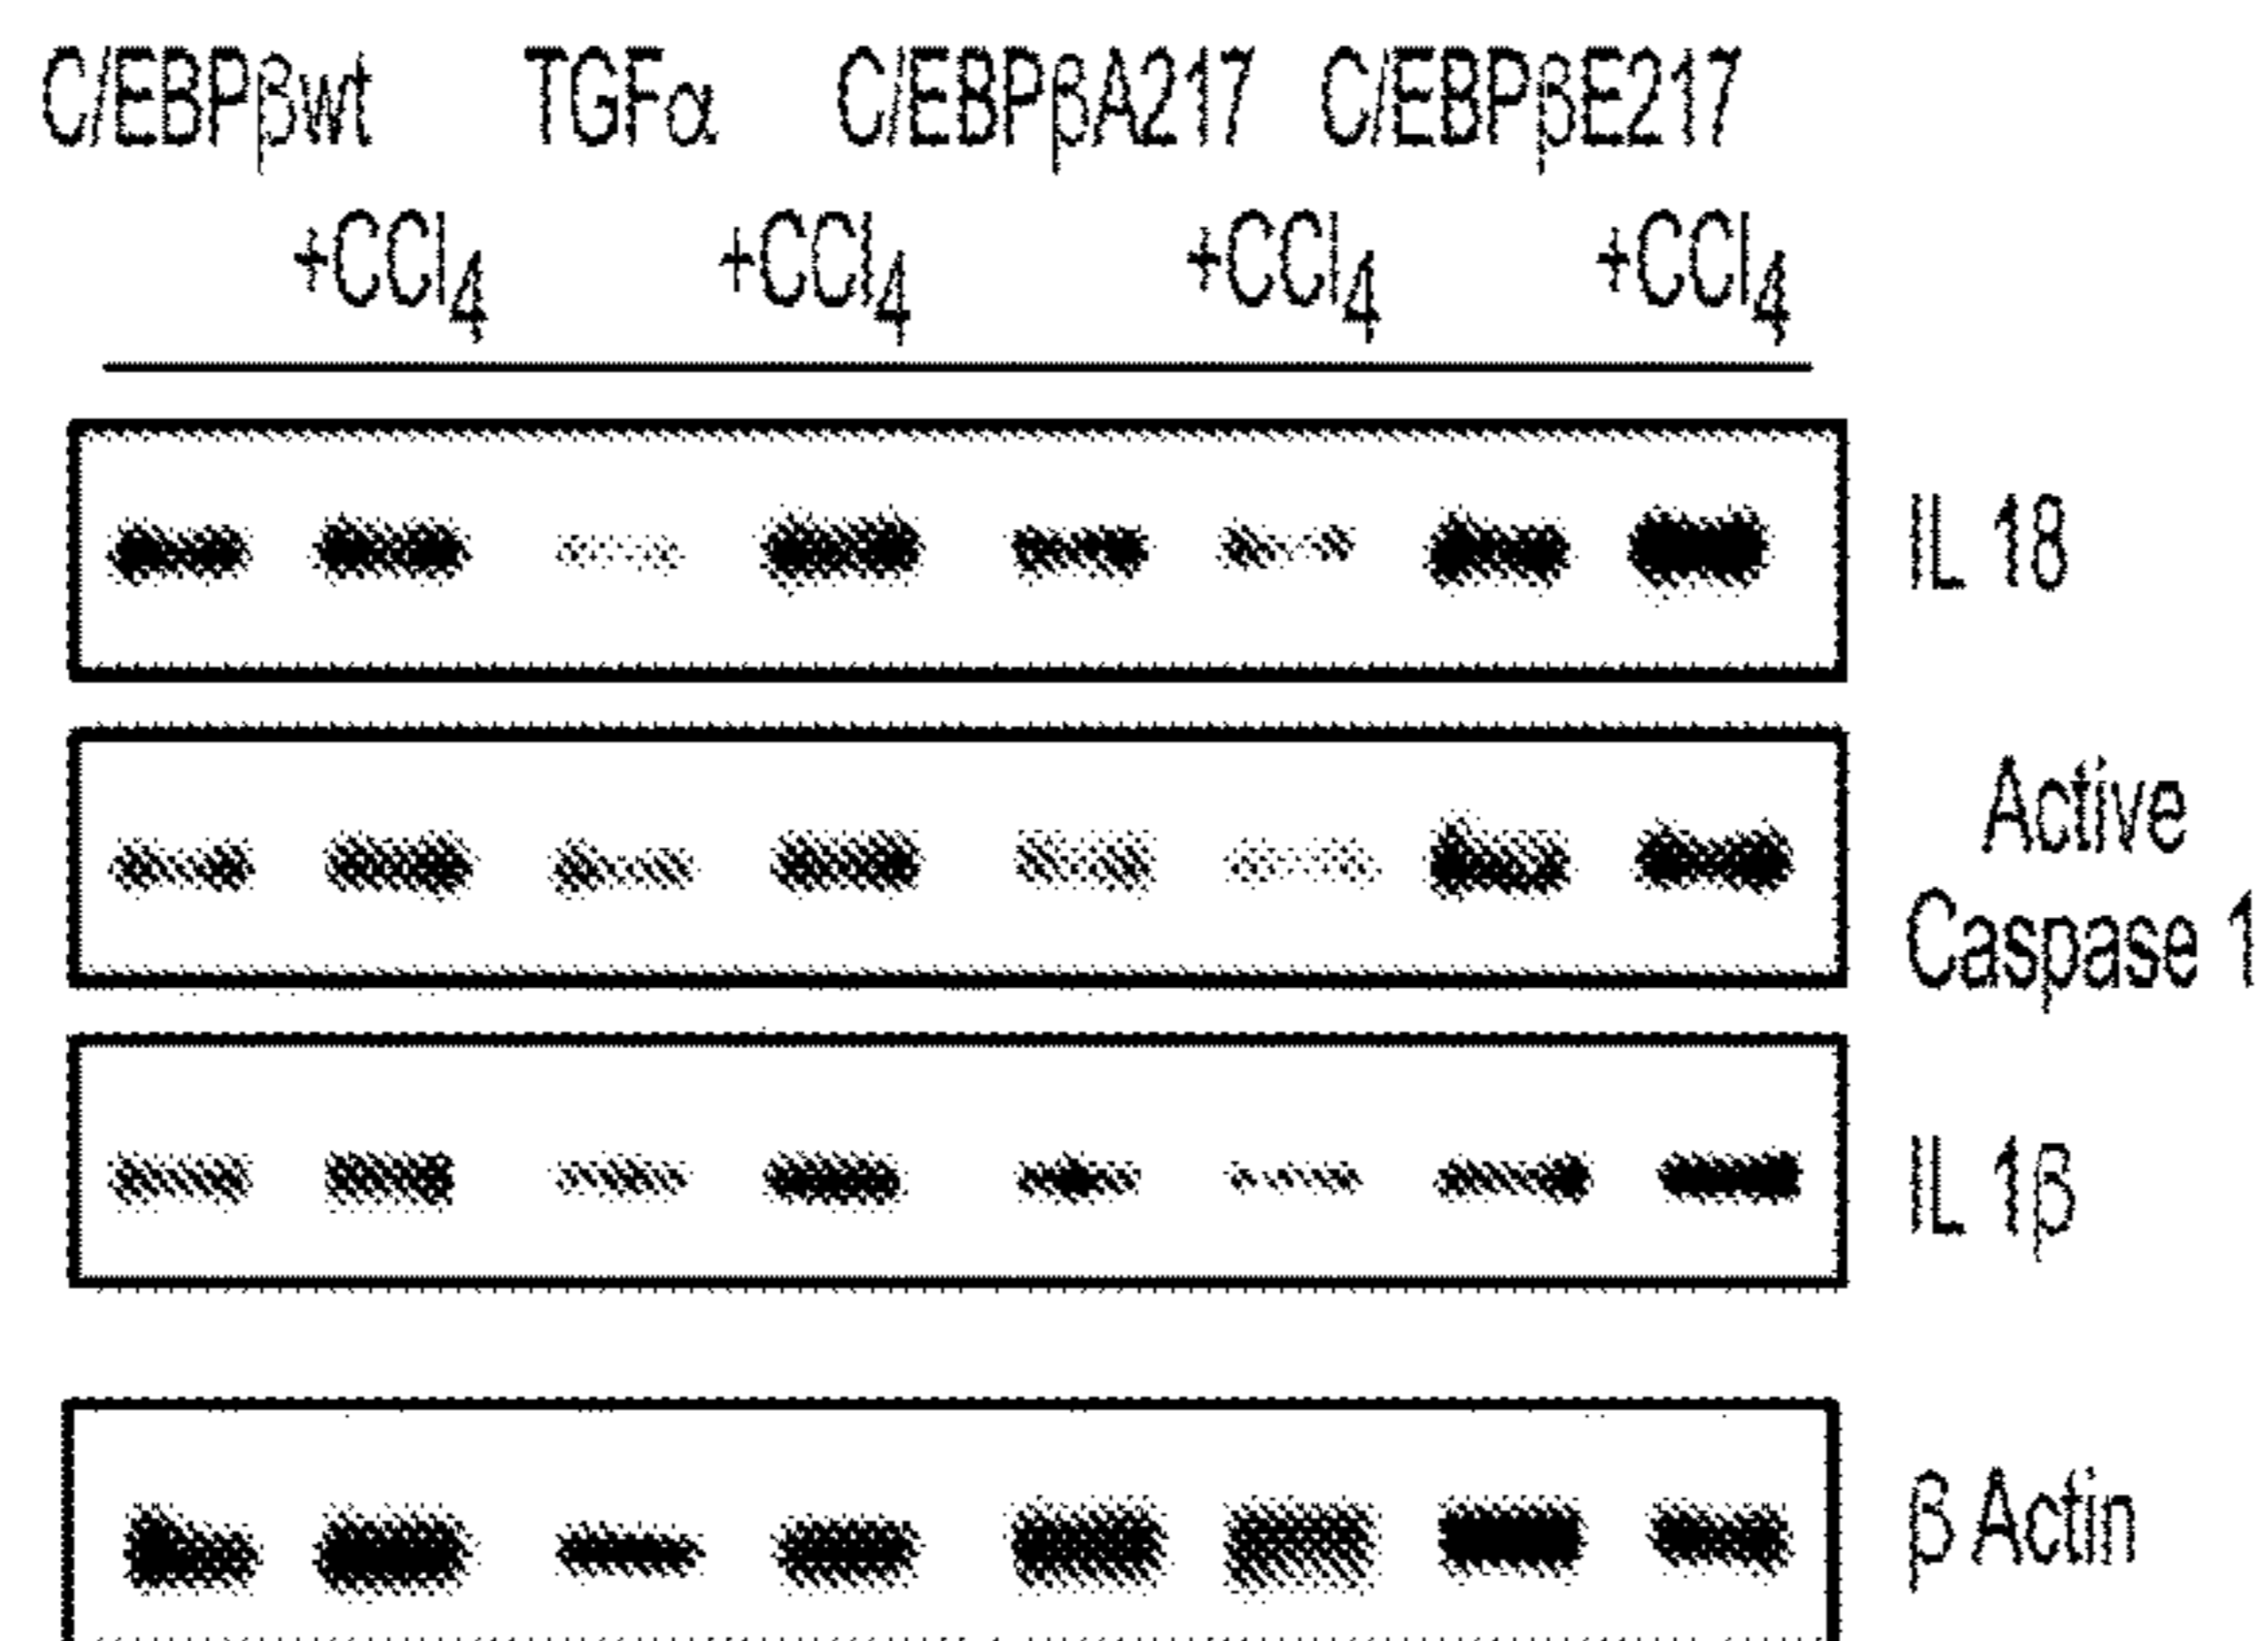 C/EBPβwt TGFα C/EBPβA217 C/EBPβE217
+CCl₄ +CCl₄ +CCl₄ +CCl₄
IL 18
Active
Caspase 1
IL 1β
β Actin